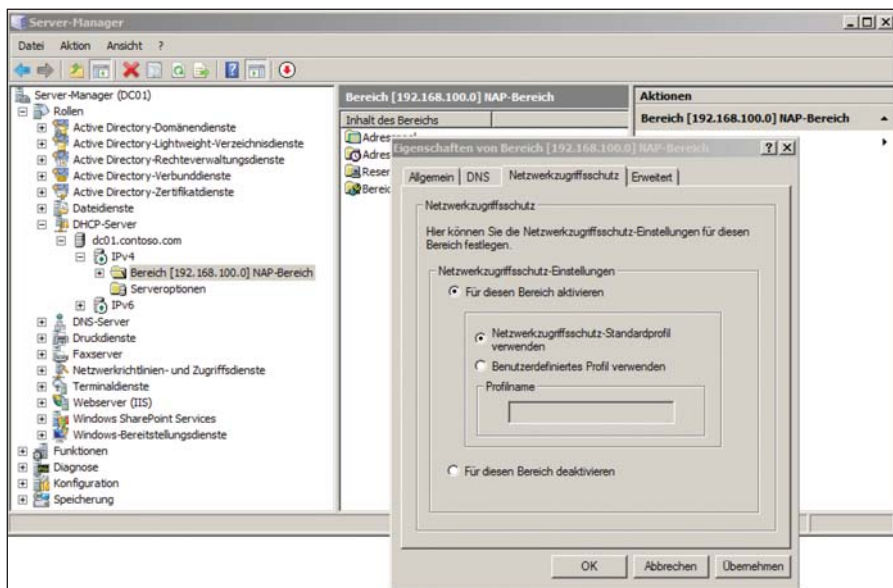 Server-Manager
Datei Aktion Ansicht ?
Server-Manager (DC01)
Rollen
Active Directory-Domänendienste
Active Directory-Lightweight-Verzeichnisdienste
Active Directory-Rechteverwaltungsdienste
Active Directory-Verbunddienste
Active Directory-Zertifikatdienste
Dateidienste
DHCP-Server
dc01.contoso.com
IPv4
Bereich [192.168.100.0] NAP-Bereich
Serveroptionen
IPv6
DNS-Server
Druckdienste
Faxserver
Netzwerkrichtlinien- und Zugriffsdienste
Terminaldienste
Webserver (IIS)
Windows SharePoint Services
Windows-Bereitstellungsdienste
Funktionen
Diagnose
Konfiguration
Speicherung
Bereich [192.168.100.0] NAP-Bereich
Inhalt des Bereichs
Adresspool
Adres
Reser
Bereic
Aktionen
Bereich [192.168.100.0] NAP-Bereich
Eigenschaften von Bereich [192.168.100.0] NAP-Bereich
Allgemein DNS Netzwerkzugriffsschutz Erweitert
Netzwerkzugriffsschutz
Hier können Sie die Netzwerkzugriffsschutz-Einstellungen für diesen
Bereich festlegen.
Netzwerkzugriffsschutz-Einstellungen
Für diesen Bereich aktivieren
Netzwerkzugriffsschutz-Standardprofil
verwenden
Benutzerdefiniertes Profil verwenden
Profilname
Für diesen Bereich deaktivieren
OK Abbrechen Übernehmen